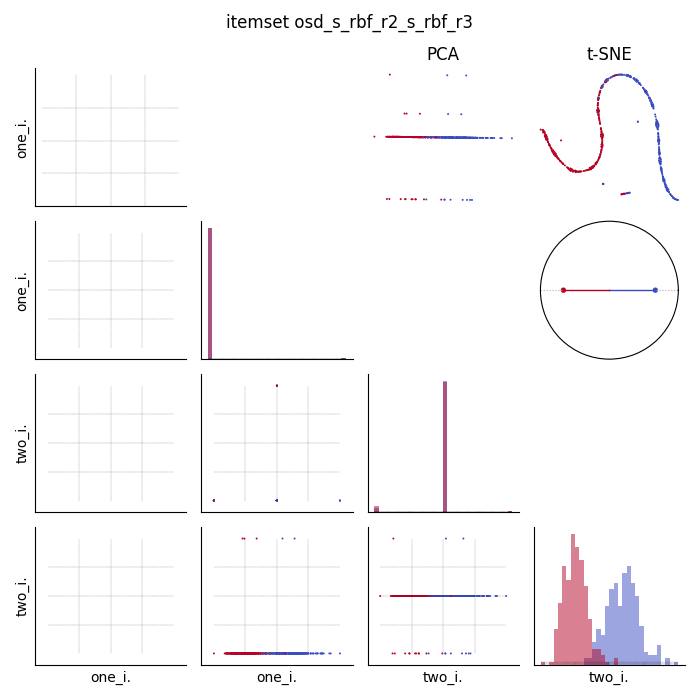 itemset osd_s_rbf_r2_s_rbf_r3
PCA
t-SNE
one_i.
one_i.
two_i.
two_i.
one_i.
one_i.
two_i.
two_i.